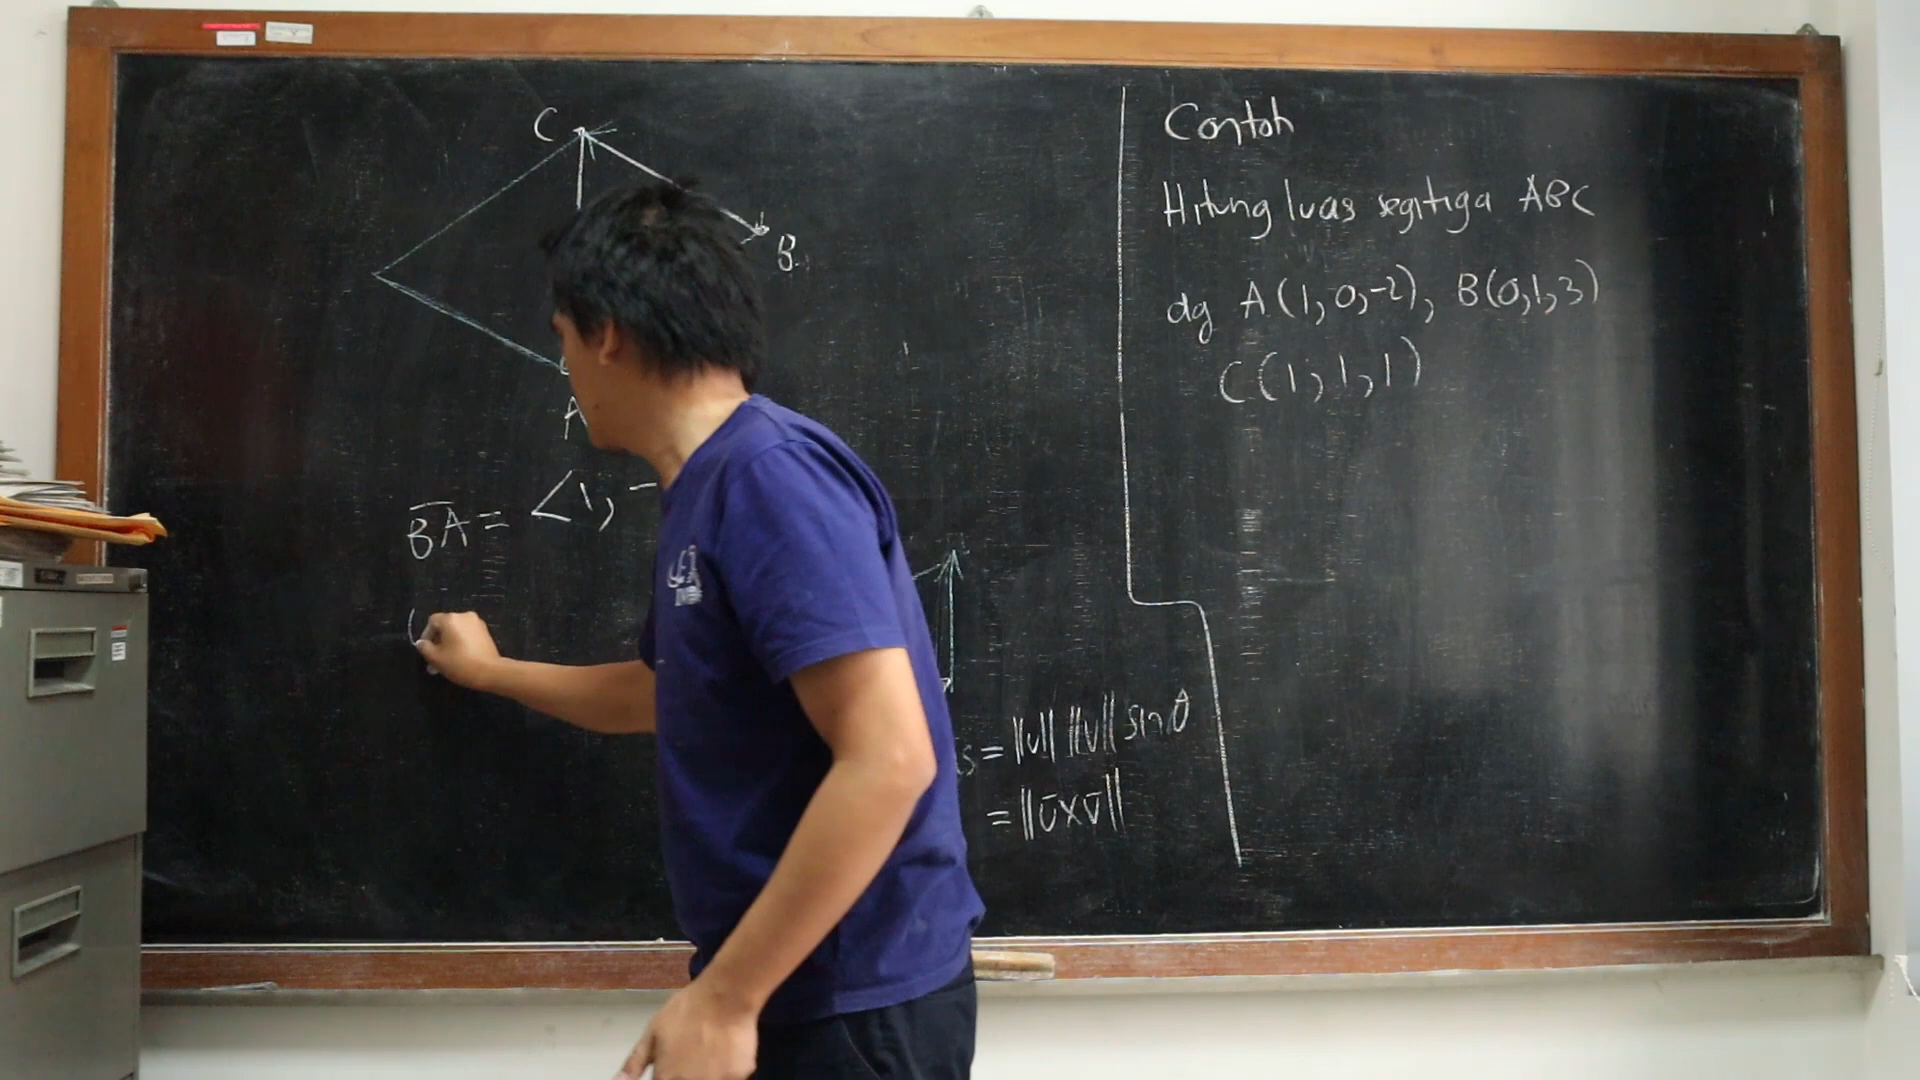 C
B
A
BA = <1, -
s = ||u|| ||v|| sin θ
= ||u x v||
Contoh
Hitung luas segitiga ABC
dg A(1, 0, -2), B(0, 1, 3)
C(1, 1, 1)